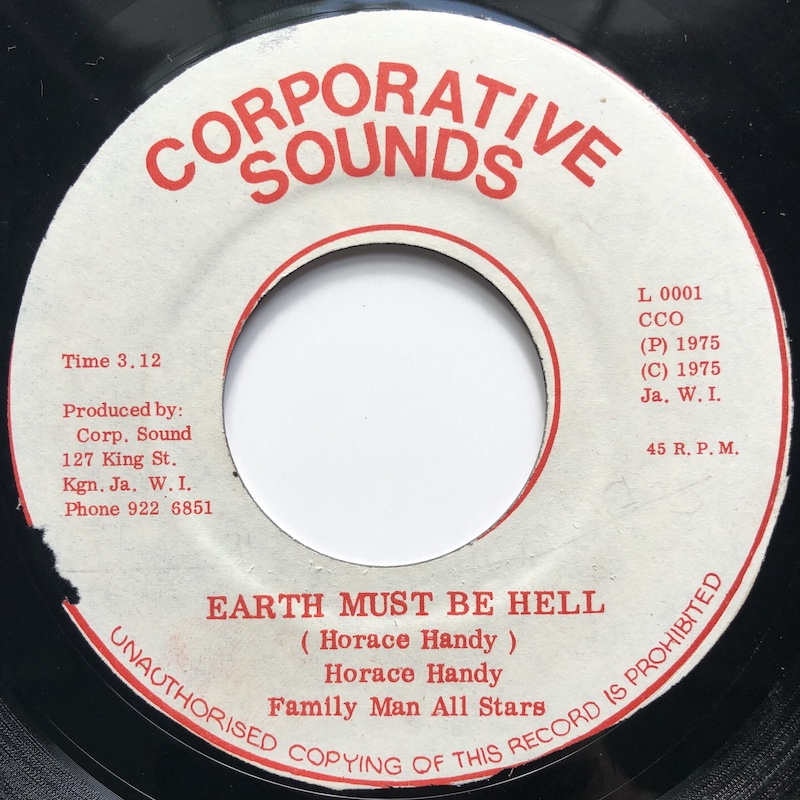 CORPORATIVE
SOUNDS
L 0001
CCO
(P) 1975
(C) 1975
Ja. W. I.
45 R. P. M.
Time 3.12
Produced by:
Corp. Sound
127 King St.
Kgn. Ja. W. I.
Phone 922 6851
EARTH MUST BE HELL
( Horace Handy )
Horace Handy
Family Man All Stars
UNAUTHORISED COPYING OF THIS RECORD IS PROHIBITED